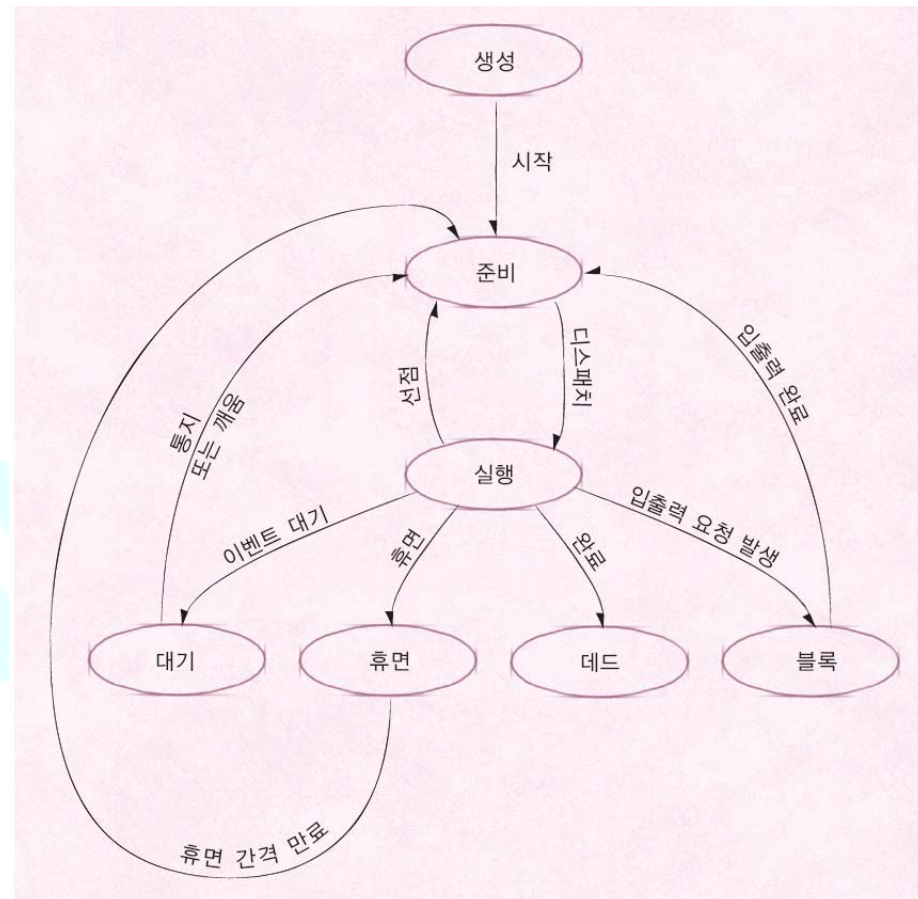 생성
시작
준비
선점
디스패치
입출력 완료
통지
또는 깨움
실행
이벤트 대기
휴면
완료
입출력 요청 발생
대기
휴면
데드
블록
휴면 간격 만료